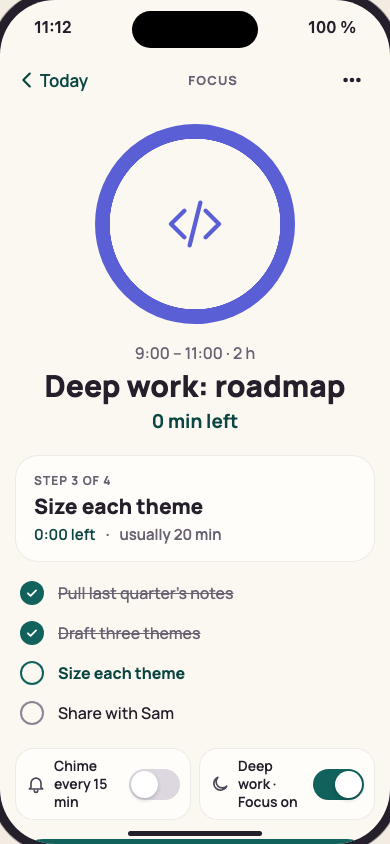 11:12
100 %
Today
FOCUS
9:00 – 11:00 · 2 h
Deep work: roadmap
0 min left
STEP 3 OF 4
Size each theme
0:00 left · usually 20 min
Pull last quarter's notes
Draft three themes
Size each theme
Share with Sam
Chime
every 15
min
Deep
work ·
Focus on